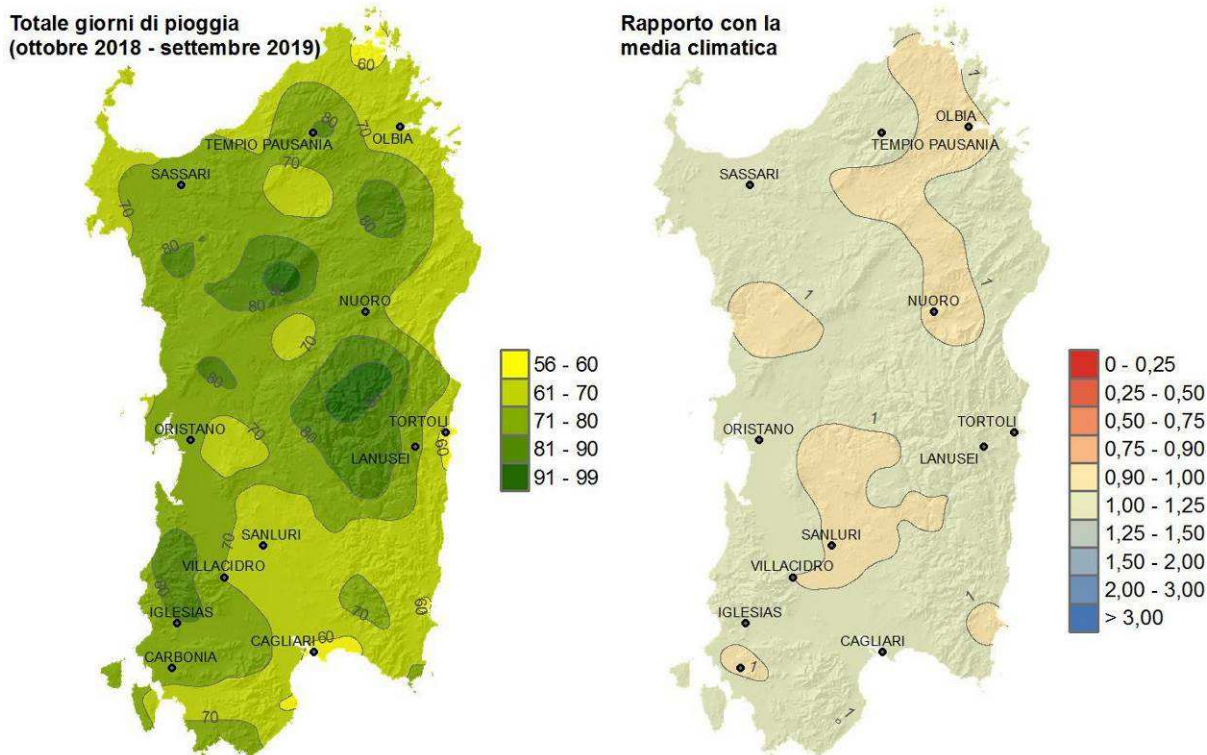 Totale giorni di pioggia
(ottobre 2018 - settembre 2019)
60
80
70
TEMPIO PAUSANIA
OLBIA
70
SASSARI
70
80
80
80
NUORO
70
80
80
TORTOLI
ORISTANO
70
80
LANUSEI
60
SANLURI
70
VILLACIDRO
80
70
60
IGLESIAS
CAGLIARI
60
CARBONIA
70
56 - 60
61 - 70
71 - 80
81 - 90
91 - 99
Rapporto con la
media climatica
1
OLBIA
TEMPIO PAUSANIA
SASSARI
1
1
NUORO
1
TORTOLI
ORISTANO
LANUSEI
SANLURI
VILLACIDRO
1
IGLESIAS
CAGLIARI
1
1
0 - 0,25
0,25 - 0,50
0,50 - 0,75
0,75 - 0,90
0,90 - 1,00
1,00 - 1,25
1,25 - 1,50
1,50 - 2,00
2,00 - 3,00
> 3,00